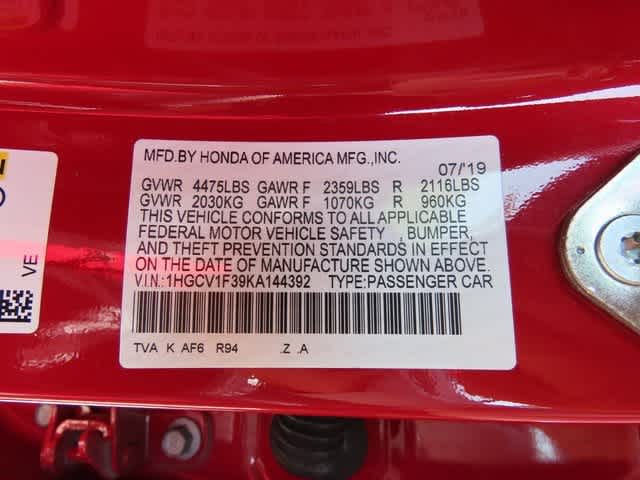 MFD.BY HONDA OF AMERICA MFG.,INC. 07/'19
GVWR 4475LBS GAWR F 2359LBS R 2116LBS
GVWR 2030KG GAWR F 1070KG R 960KG
THIS VEHICLE CONFORMS TO ALL APPLICABLE
FEDERAL MOTOR VEHICLE SAFETY , BUMPER,
AND THEFT PREVENTION STANDARDS IN EFFECT
ON THE DATE OF MANUFACTURE SHOWN ABOVE.
V.I.N.:1HGCV1F39KA144392 TYPE:PASSENGER CAR
TVA K AF6 R94 .Z .A
VE